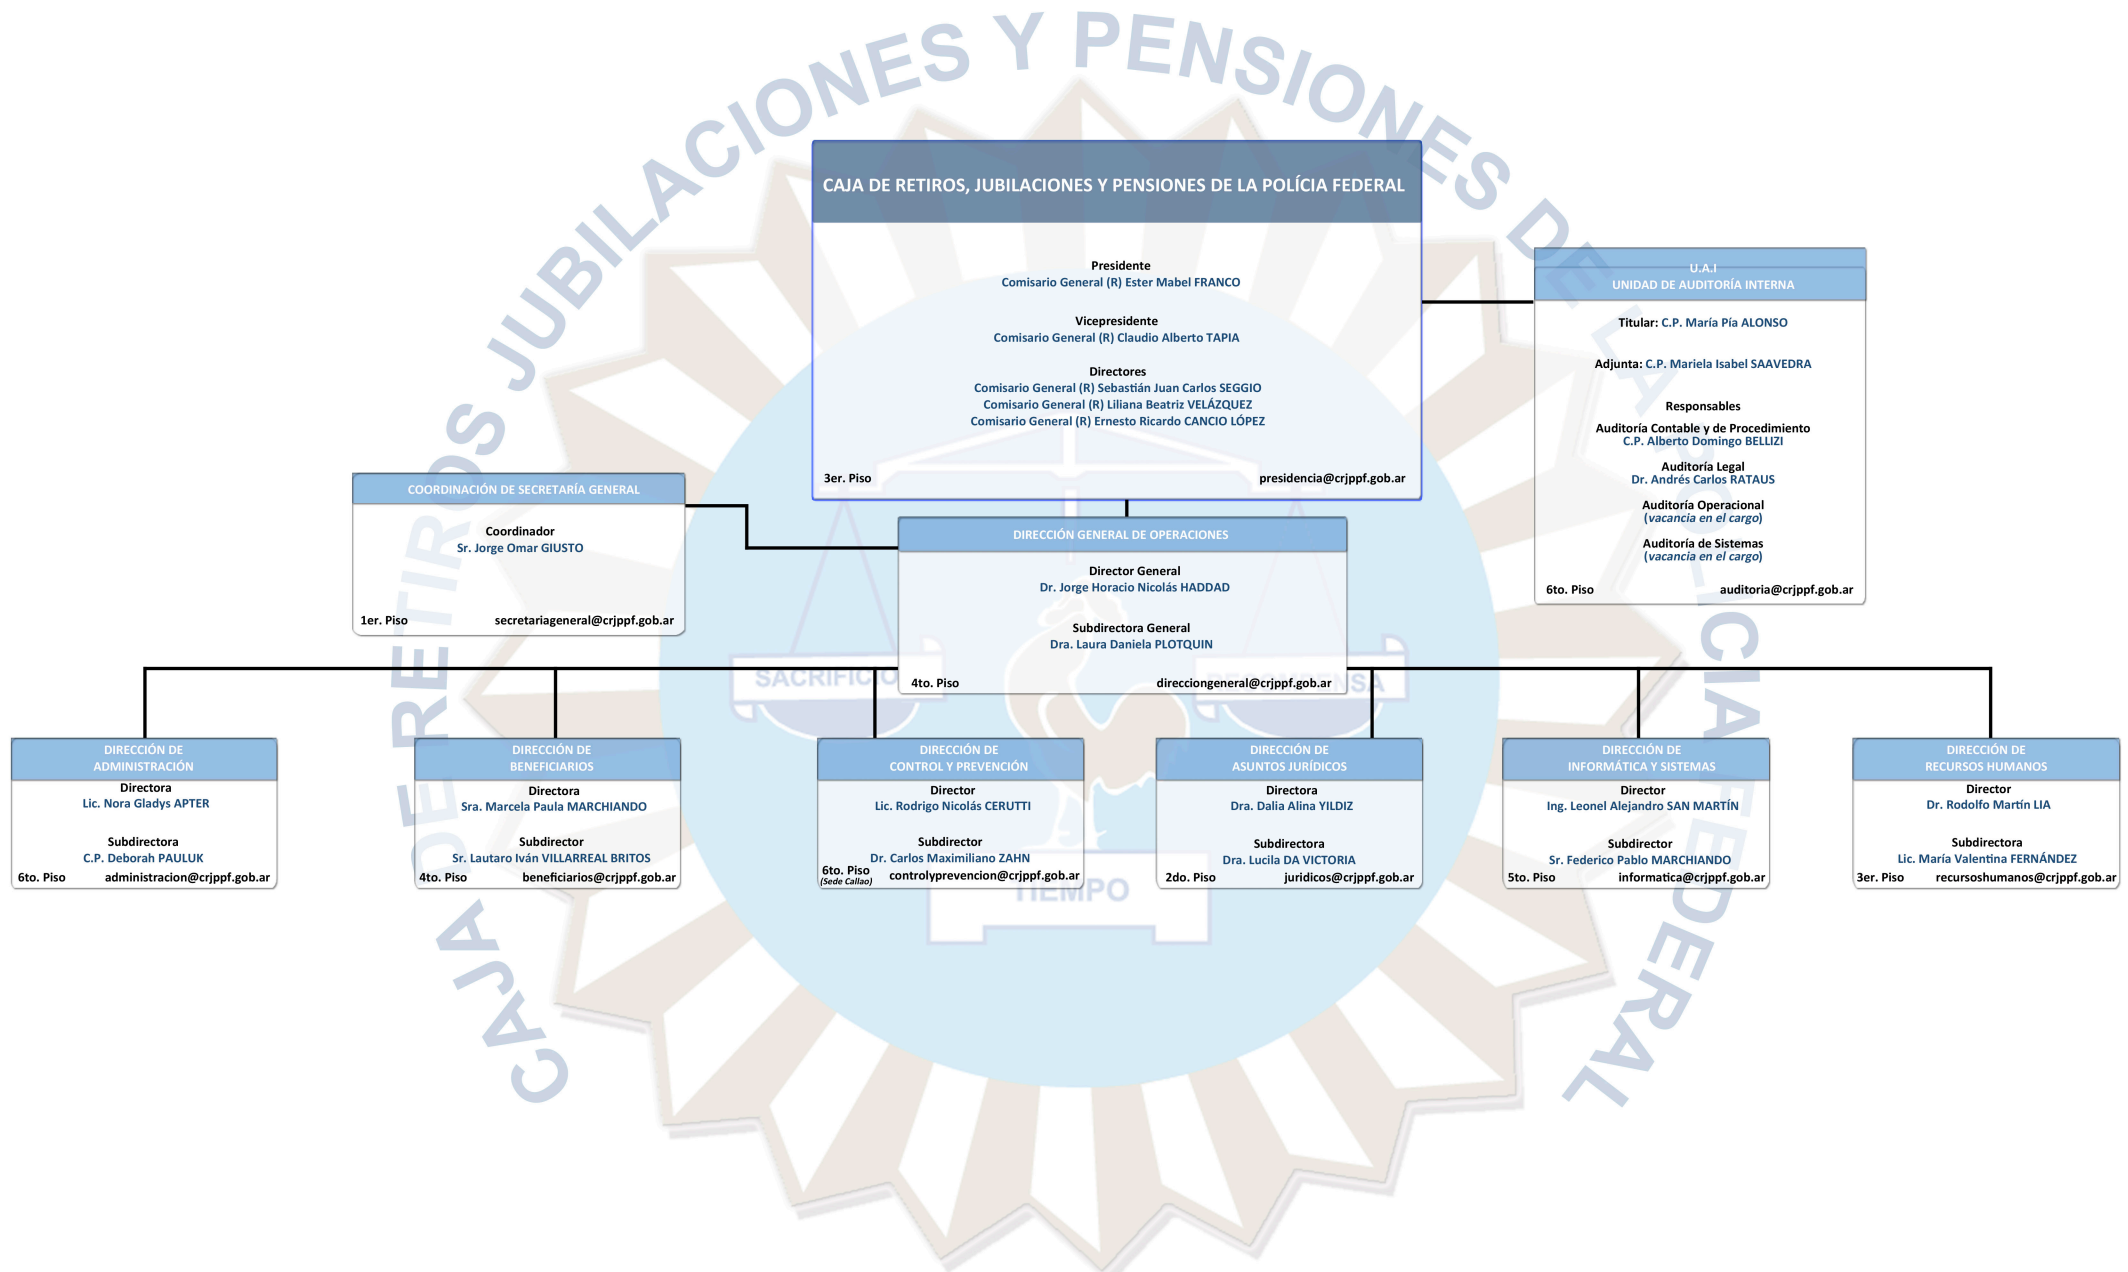 CAJA DE RETIROS JUBILACIONES Y PENSIONES DE LA POLICIA FEDERAL
CAJA DE RETIROS, JUBILACIONES Y PENSIONES DE LA POLÍCIA FEDERAL
Presidente
Comisario General (R) Ester Mabel FRANCO
Vicepresidente
Comisario General (R) Claudio Alberto TAPIA
Directores
Comisario General (R) Sebastián Juan Carlos SEGGIO
Comisario General (R) Liliana Beatriz VELÁZQUEZ
Comisario General (R) Ernesto Ricardo CANCIO LÓPEZ
3er. Piso presidencia@crjppf.gob.ar
U.A.I
UNIDAD DE AUDITORÍA INTERNA
Titular: C.P. María Pía ALONSO
Adjunta: C.P. Mariela Isabel SAAVEDRA
Responsables
Auditoría Contable y de Procedimiento
C.P. Alberto Domingo BELLIZI
Auditoría Legal
Dr. Andrés Carlos RATAUS
Auditoría Operacional
(vacancia en el cargo)
Auditoría de Sistemas
(vacancia en el cargo)
6to. Piso auditoria@crjppf.gob.ar
COORDINACIÓN DE SECRETARÍA GENERAL
Coordinador
Sr. Jorge Omar GIUSTO
1er. Piso secretariageneral@crjppf.gob.ar
DIRECCIÓN GENERAL DE OPERACIONES
Director General
Dr. Jorge Horacio Nicolás HADDAD
Subdirectora General
Dra. Laura Daniela PLOTQUIN
4to. Piso direcciongeneral@crjppf.gob.ar
SACRIFICIO
DIRECCIÓN DE
ADMINISTRACIÓN
Directora
Lic. Nora Gladys APTER
Subdirectora
C.P. Deborah PAULUK
6to. Piso administracion@crjppf.gob.ar
DIRECCIÓN DE
BENEFICIARIOS
Directora
Sra. Marcela Paula MARCHIANDO
Subdirector
Sr. Lautaro Iván VILLARREAL BRITOS
4to. Piso beneficiarios@crjppf.gob.ar
DIRECCIÓN DE
CONTROL Y PREVENCIÓN
Director
Lic. Rodrigo Nicolás CERUTTI
Subdirector
Dr. Carlos Maximiliano ZAHN
6to. Piso controlyprevencion@crjppf.gob.ar
(Sede Callao)
DIRECCIÓN DE
ASUNTOS JURÍDICOS
Directora
Dra. Dalia Alina YILDIZ
Subdirectora
Dra. Lucila DA VICTORIA
2do. Piso juridicos@crjppf.gob.ar
DIRECCIÓN DE
INFORMÁTICA Y SISTEMAS
Director
Ing. Leonel Alejandro SAN MARTÍN
Subdirector
Sr. Federico Pablo MARCHIANDO
5to. Piso informatica@crjppf.gob.ar
DIRECCIÓN DE
RECURSOS HUMANOS
Director
Dr. Rodolfo Martín LIA
Subdirectora
Lic. María Valentina FERNÁNDEZ
3er. Piso recursoshumanos@crjppf.gob.ar
TIEMPO